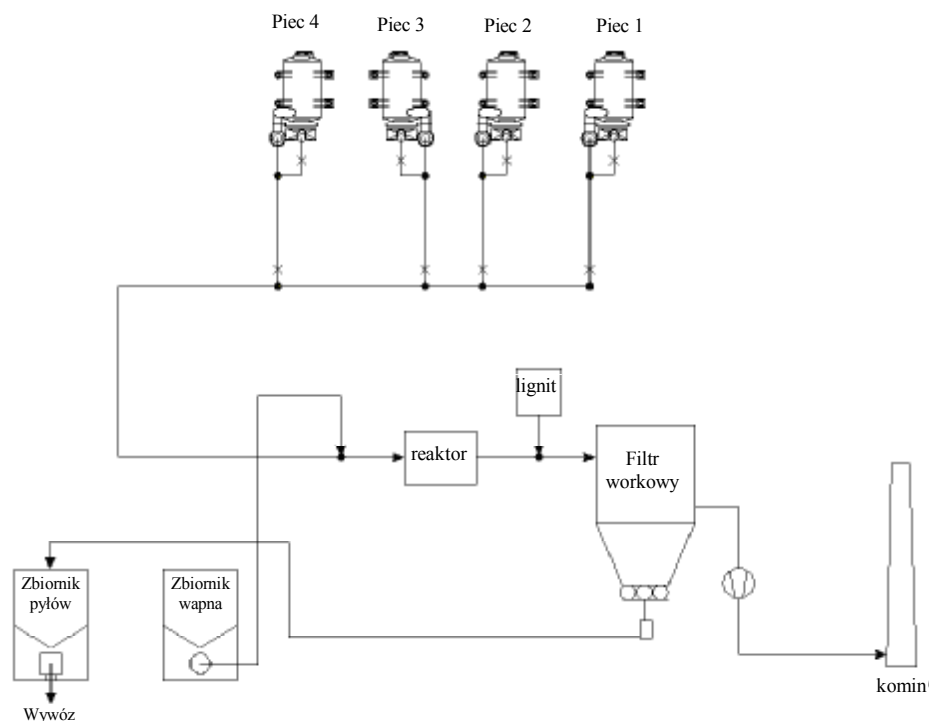 Piec 4
Piec 3
Piec 2
Piec 1
lignit
reaktor
Filtr
workowy
Zbiornik
pyłów
Zbiornik
wapna
komin
Wywóz